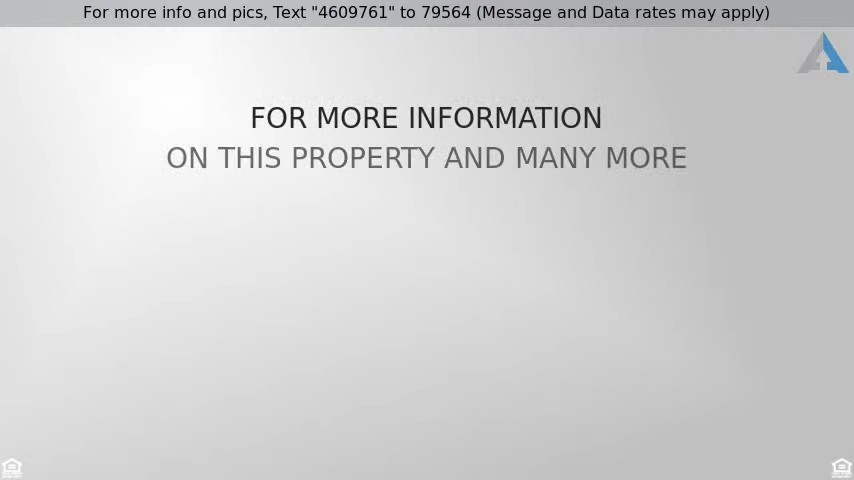 For more info and pics, Text "4609761" to 79564 (Message and Data rates may apply)
FOR MORE INFORMATION
ON THIS PROPERTY AND MANY MORE